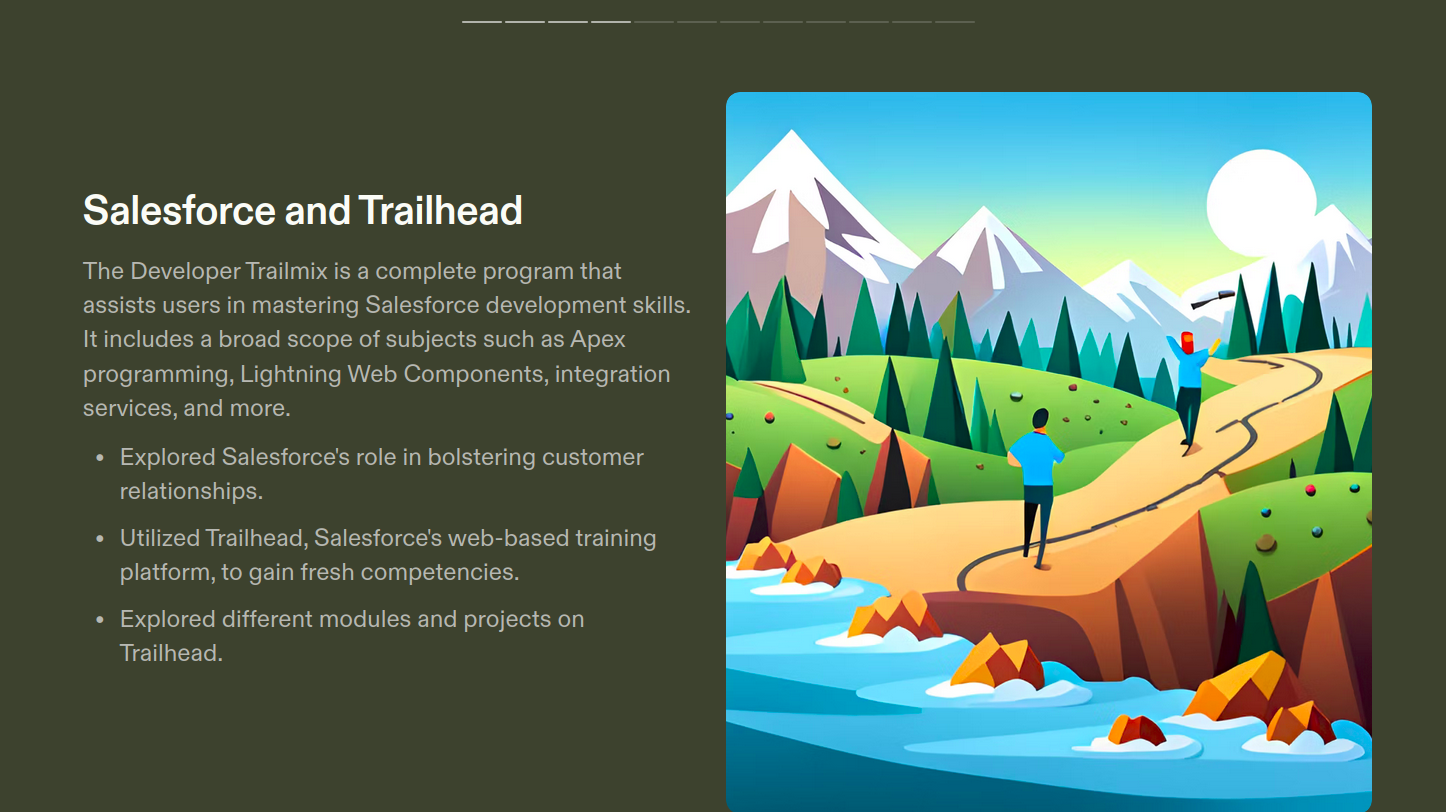 Salesforce and Trailhead
The Developer Trailmix is a complete program that
assists users in mastering Salesforce development skills.
It includes a broad scope of subjects such as Apex
programming, Lightning Web Components, integration
services, and more.
• Explored Salesforce's role in bolstering customer
relationships.
• Utilized Trailhead, Salesforce's web-based training
platform, to gain fresh competencies.
• Explored different modules and projects on
Trailhead.